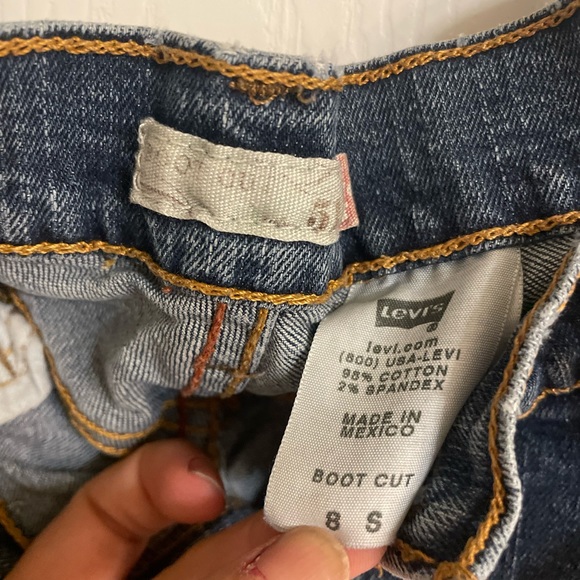 Levi's
®
levi.com
(800) USA-LEVI
98% COTTON
2% SPANDEX
MADE IN
MEXICO
BOOT CUT
8 S